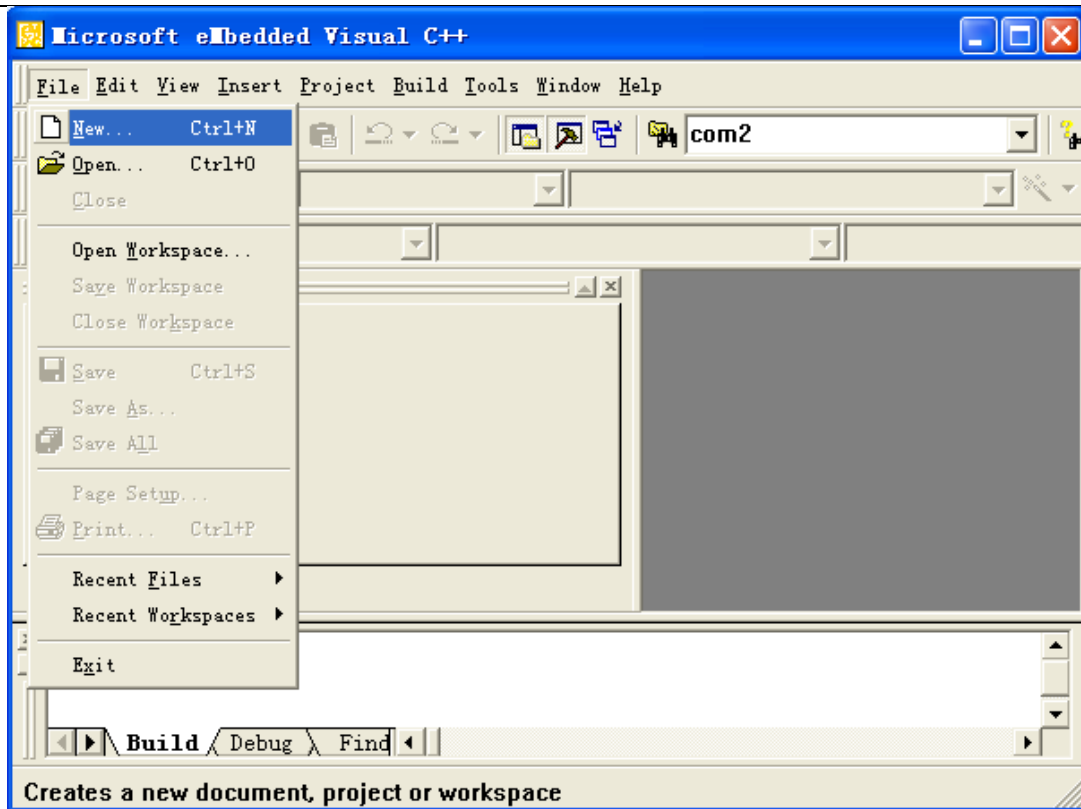 Microsoft eMbedded Visual C++
File Edit View Insert Project Build Tools Window Help
New... Ctrl+N
com2
Open... Ctrl+O
Close
Open Workspace...
Save Workspace
Close Workspace
Save Ctrl+S
Save As...
Save All
Page Setup...
Print... Ctrl+P
Recent Files
Recent Workspaces
Exit
Build Debug Find
Creates a new document, project or workspace